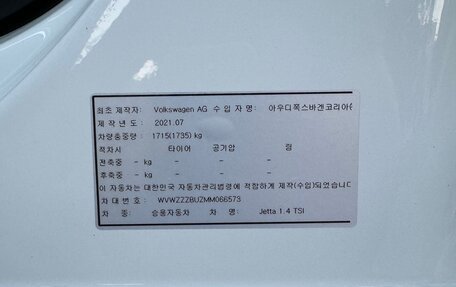 최초 제작자: Volkswagen AG 수 입 자 명: 아우디폭스바겐코리아
제 작 년 도: 2021.07
차량총중량: 1715(1735) kg
적차시 타이어 공기압 림
전축중 - kg - - -
후축중 - kg - - -
이 자동차는 대한민국 자동차관리법령에 적합하게 제작(수입)되었습니다
차 대 번 호: WVWZZZBUZMM066573
차 종: 승용자동차 차 명: Jetta 1.4 TSI